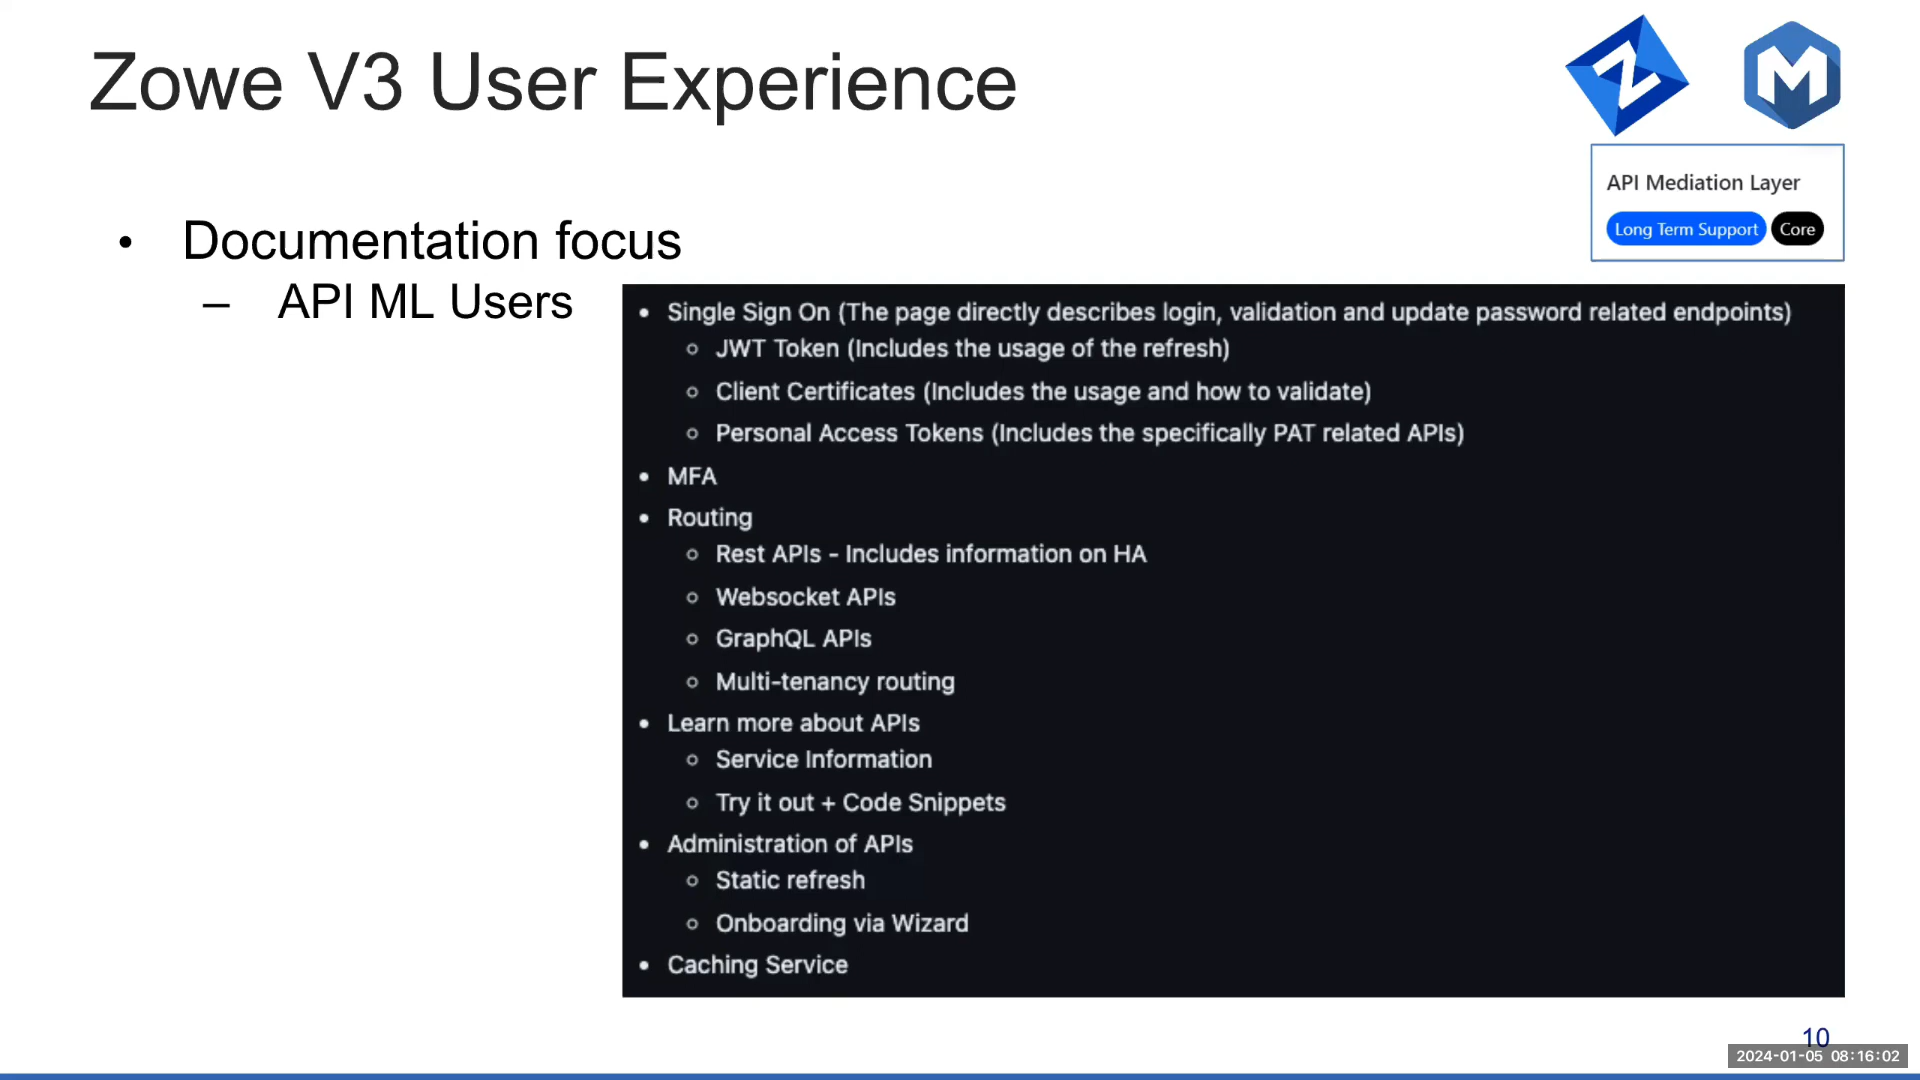 Zowe V3 User Experience
API Mediation Layer
Long Term Support Core
• Documentation focus
– API ML Users
• Single Sign On (The page directly describes login, validation and update password related endpoints)
○ JWT Token (Includes the usage of the refresh)
○ Client Certificates (Includes the usage and how to validate)
○ Personal Access Tokens (Includes the specifically PAT related APIs)
• MFA
• Routing
○ Rest APIs - Includes information on HA
○ Websocket APIs
○ GraphQL APIs
○ Multi-tenancy routing
• Learn more about APIs
○ Service Information
○ Try it out + Code Snippets
• Administration of APIs
○ Static refresh
○ Onboarding via Wizard
• Caching Service
10
2024-01-05 08:16:02